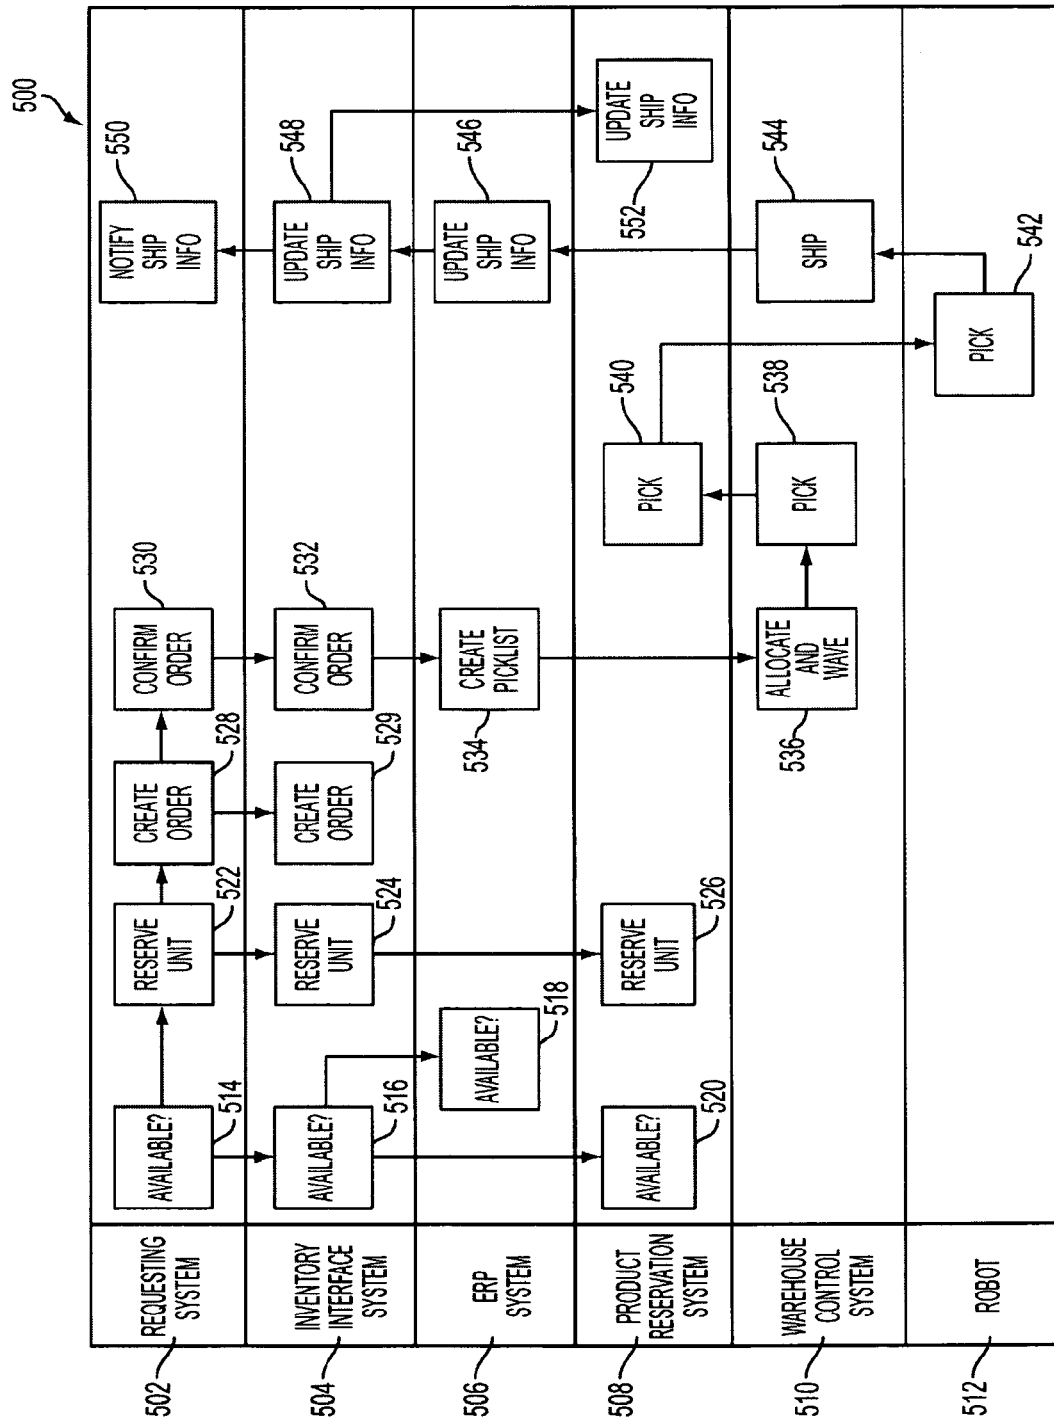 500
502
REQUESTING
SYSTEM
AVAILABLE?
514
RESERVE
UNIT
522
CREATE
ORDER
528
CONFIRM
ORDER
530
NOTIFY
SHIP
INFO
550
504
INVENTORY
INTERFACE
SYSTEM
AVAILABLE?
516
RESERVE
UNIT
524
CREATE
ORDER
529
CONFIRM
ORDER
532
UPDATE
SHIP
INFO
548
506
ERP
SYSTEM
AVAILABLE?
518
CREATE
PICKLIST
534
UPDATE
SHIP
INFO
546
508
PRODUCT
RESERVATION
SYSTEM
AVAILABLE?
520
RESERVE
UNIT
526
PICK
540
UPDATE
SHIP
INFO
552
510
WAREHOUSE
CONTROL
SYSTEM
ALLOCATE
AND
WAVE
536
PICK
538
SHIP
544
512
ROBOT
PICK
542